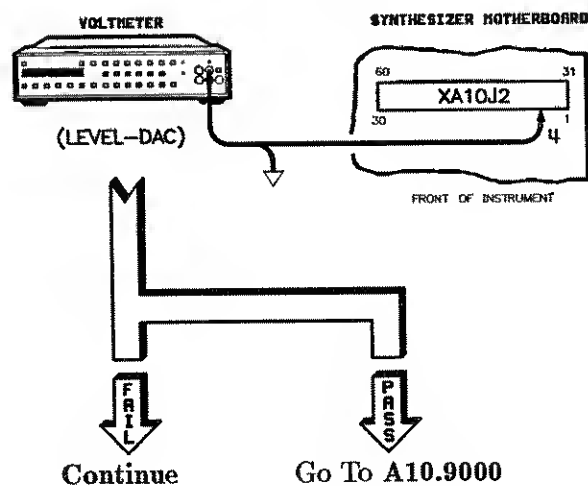 VOLTMETER
SYNTHESIZER MOTHERBOARD
60 31
XA10J2
30 1
4
(LEVEL-DAC)
FRONT OF INSTRUMENT
FAIL
PASS
Continue
Go To A10.9000